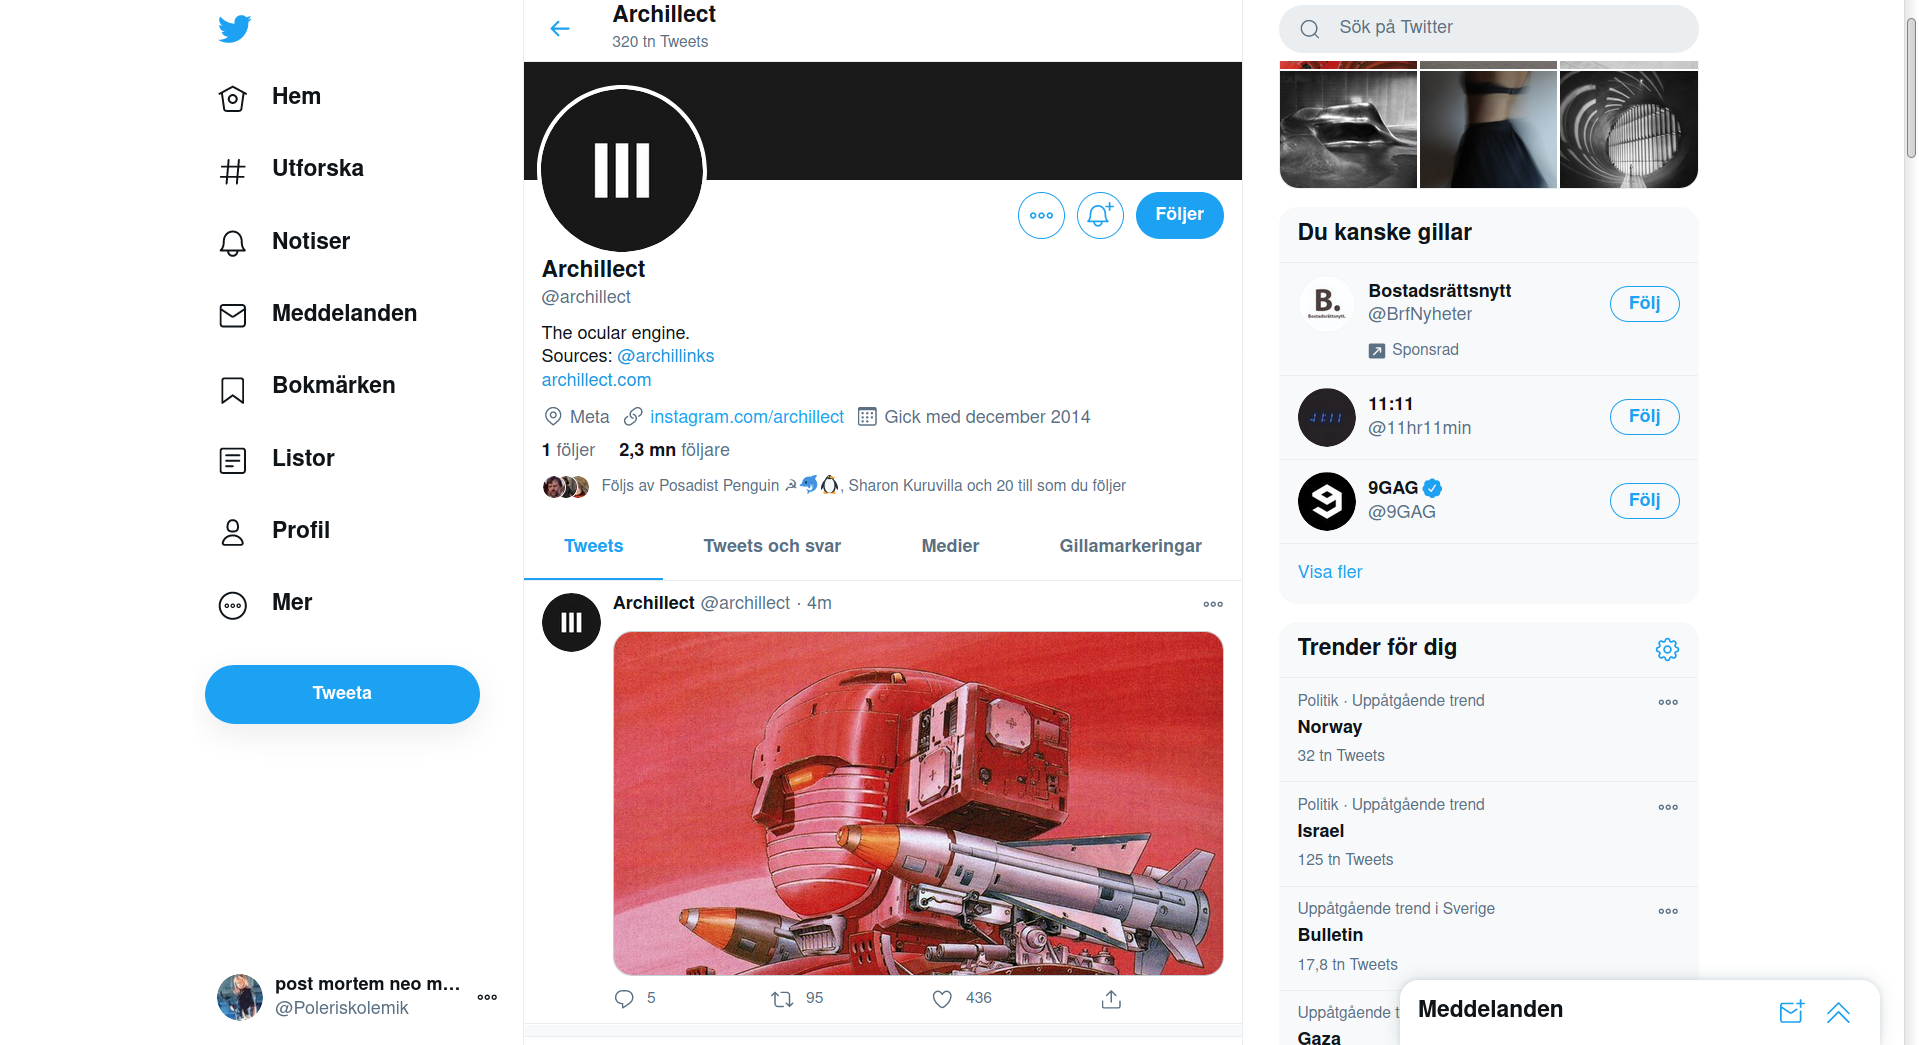 Hem
Utforska
Notiser
Meddelanden
Bokmärken
Listor
Profil
Mer
Tweeta
post mortem neo m...
@Poleriskolemik
Archillect
320 tn Tweets
Följer
Archillect
@archillect
The ocular engine.
Sources: @archillinks
archillect.com
Meta instagram.com/archillect Gick med december 2014
1 följer 2,3 mn följare
Följs av Posadist Penguin ☭🐬🐧, Sharon Kuruvilla och 20 till som du följer
Tweets Tweets och svar Medier Gillamarkeringar
Archillect @archillect · 4m
5 95 436
Sök på Twitter
Du kanske gillar
B.
Bostadsrättsnytt.
Bostadsrättsnytt
@BrfNyheter
Följ
Sponsrad
11:11
11:11
@11hr11min
Följ
9GAG
@9GAG
Följ
Visa fler
Trender för dig
Politik · Uppåtgående trend
Norway
32 tn Tweets
Politik · Uppåtgående trend
Israel
125 tn Tweets
Uppåtgående trend i Sverige
Bulletin
17,8 tn Tweets
Uppåtgående t
Gaza
Meddelanden